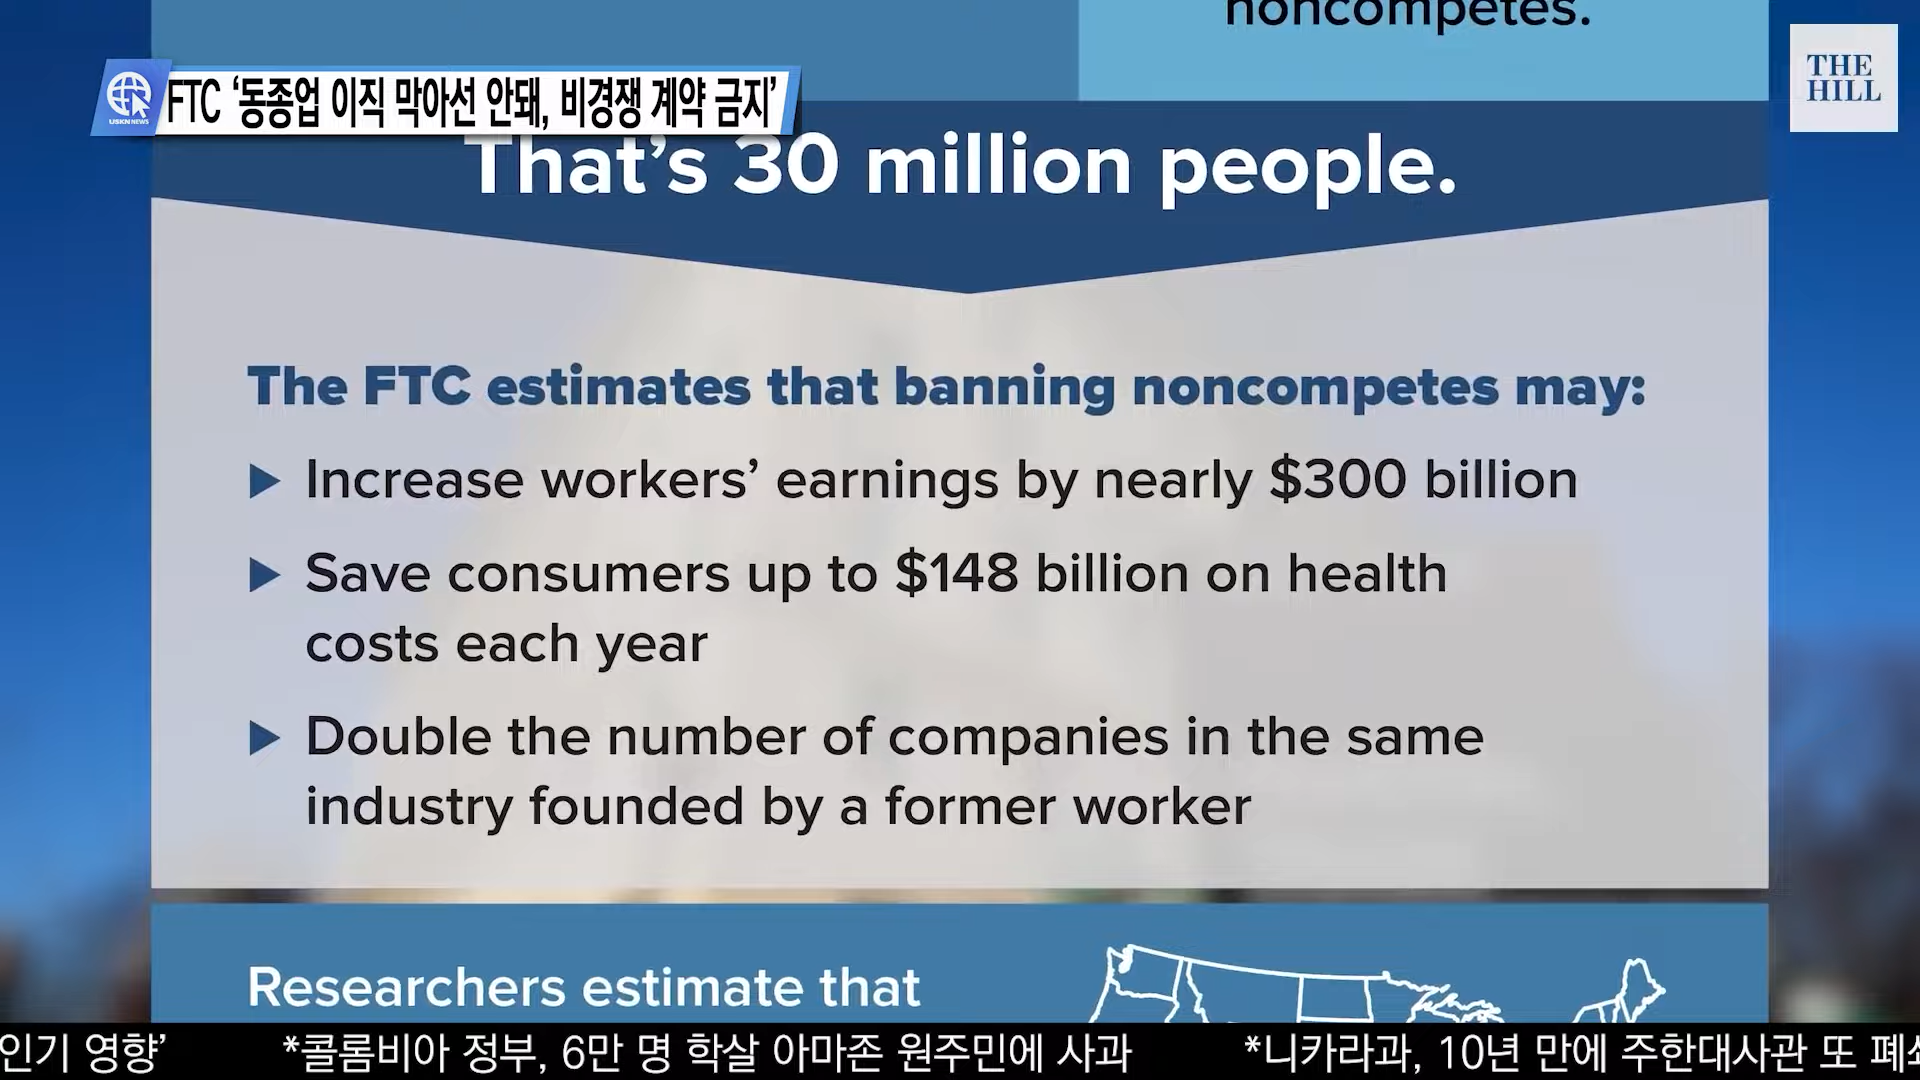 noncompetes.
THE
HILL
USKN NEWS
FTC ‘동종업 이직 막아선 안돼, 비경쟁 계약 금지’
That’s 30 million people.
The FTC estimates that banning noncompetes may:
Increase workers’ earnings by nearly $300 billion
Save consumers up to $148 billion on health
costs each year
Double the number of companies in the same
industry founded by a former worker
Researchers estimate that
인기 영향’ *콜롬비아 정부, 6만 명 학살 아마존 원주민에 사과 *니카라과, 10년 만에 주한대사관 또 폐쇄